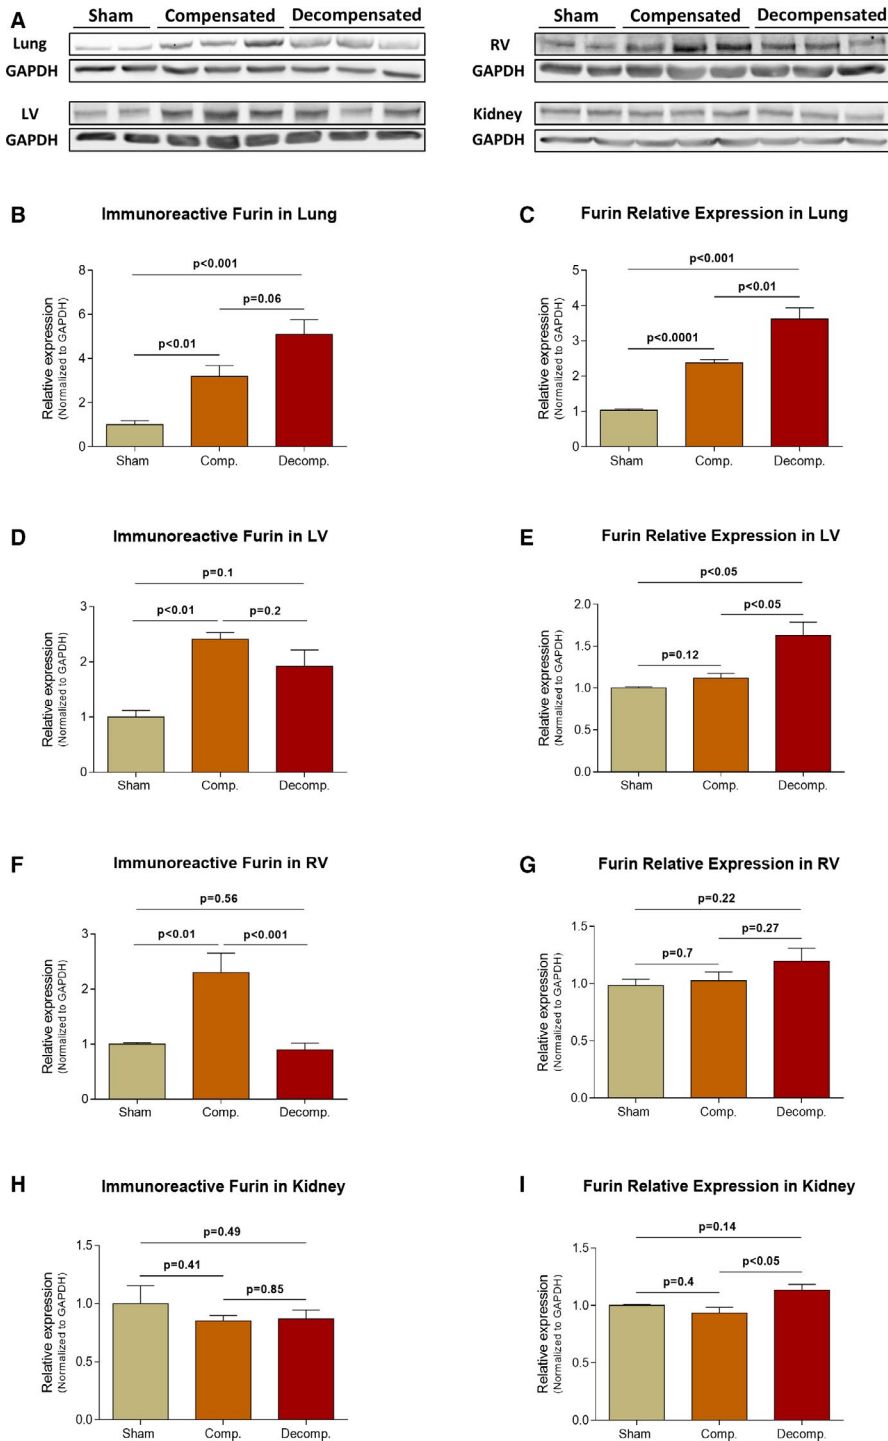 A
Sham Compensated Decompensated
Lung
GAPDH
LV
GAPDH
Sham Compensated Decompensated
RV
GAPDH
Kidney
GAPDH
B
Immunoreactive Furin in Lung
Relative expression
(Normalized to GAPDH)
8
6
4
2
0
p<0.001
p=0.06
p<0.01
Sham Comp. Decomp.
C
Furin Relative Expression in Lung
Relative expression
(Normalized to GAPDH)
5
4
3
2
1
0
p<0.001
p<0.01
p<0.0001
Sham Comp. Decomp.
D
Immunoreactive Furin in LV
Relative expression
(Normalized to GAPDH)
3
2
1
0
p=0.1
p<0.01 p=0.2
Sham Comp. Decomp.
E
Furin Relative Expression in LV
Relative expression
(Normalized to GAPDH)
2.0
1.5
1.0
0.5
0.0
p<0.05
p<0.05
p=0.12
Sham Comp. Decomp.
F
Immunoreactive Furin in RV
Relative expression
(Normalized to GAPDH)
3
2
1
0
p=0.56
p<0.01 p<0.001
Sham Comp. Decomp.
G
Furin Relative Expression in RV
Relative expression
(Normalized to GAPDH)
1.5
1.0
0.5
0.0
p=0.22
p=0.27
p=0.7
Sham Comp. Decomp.
H
Immunoreactive Furin in Kidney
Relative expression
(Normalized to GAPDH)
1.5
1.0
0.5
0.0
p=0.49
p=0.41
p=0.85
Sham Comp. Decomp.
I
Furin Relative Expression in Kidney
Relative expression
(Normalized to GAPDH)
1.5
1.0
0.5
0.0
p=0.14
p<0.05
p=0.4
Sham Comp. Decomp.